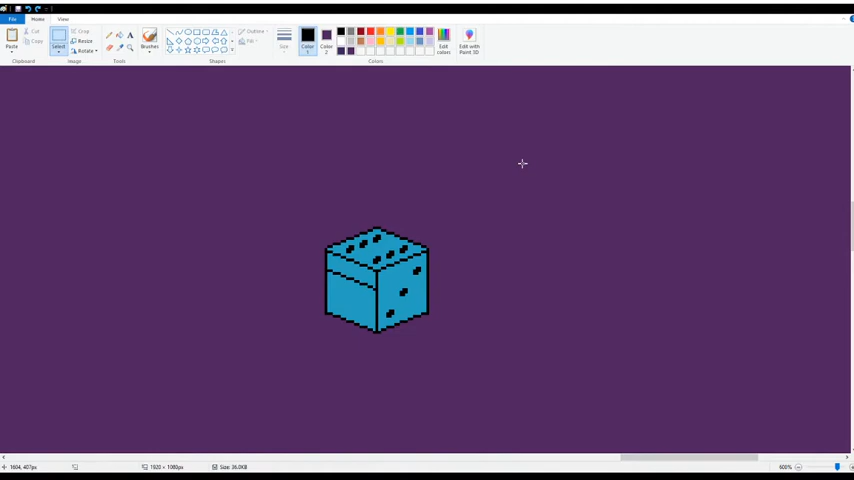 File Home View
Paste Cut Copy Select Crop Resize Rotate A Brushes Outline Fill Size Color 1 Color 2 Edit colors Edit with Paint 3D
Clipboard Image Tools Shapes Colors
1604, 407px 1920 × 1080px Size: 36.0KB 600%